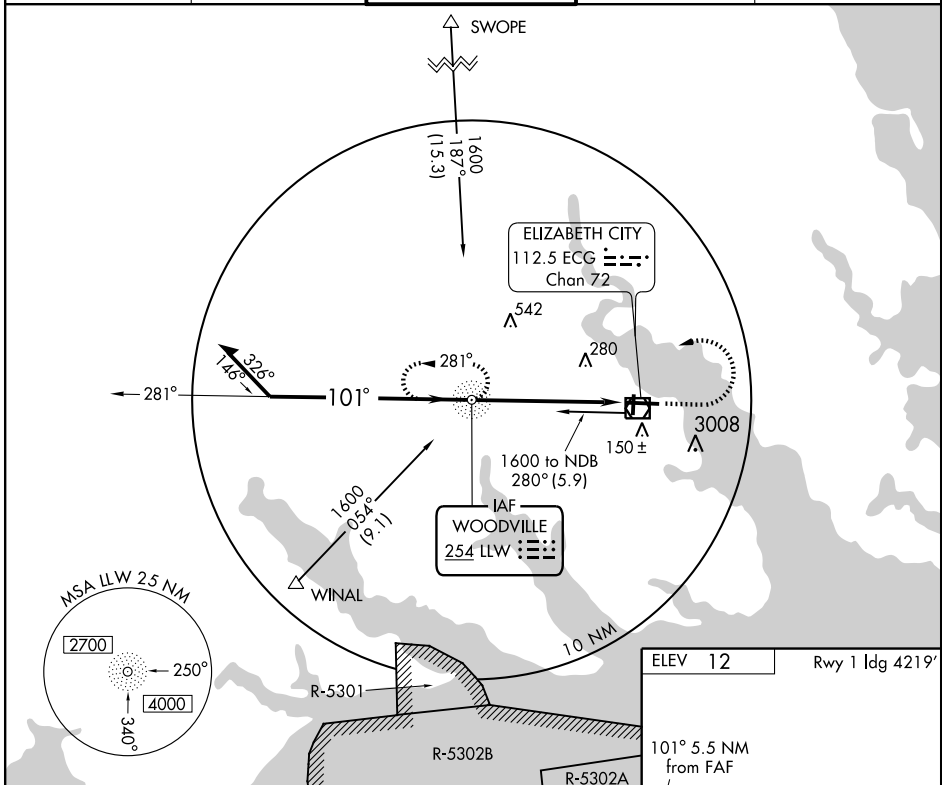 SWOPE
1600
187°
(15.3)
ELIZABETH CITY
112.5 ECG
Chan 72
542
280
326°
146°
281°
281°
101°
3008
150 ±
1600 to NDB
280° (5.9)
1600
054°
(9.1)
IAF
WOODVILLE
254 LLW
WINAL
MSA LLW 25 NM
2700
250°
4000
340°
10 NM
R-5301
R-5302B
R-5302A
ELEV 12
Rwy 1 ldg 4219'
101° 5.5 NM
from FAF